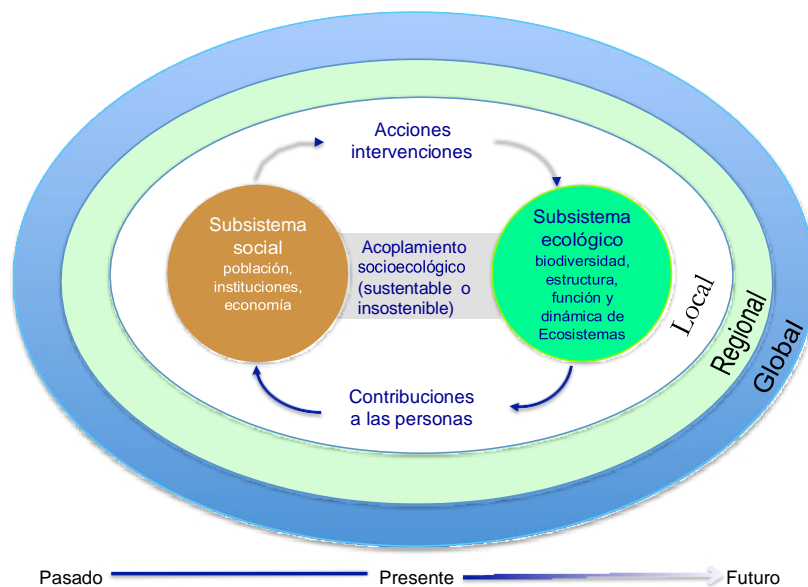 Acciones
intervenciones
Subsistema
social
población,
instituciones,
economía
Acoplamiento
socioecológico
(sustentable o
insostenible)
Subsistema
ecológico
biodiversidad,
estructura,
función y
dinámica de
Ecosistemas
Local
Regional
Global
Contribuciones
a las personas
Pasado
Presente
Futuro